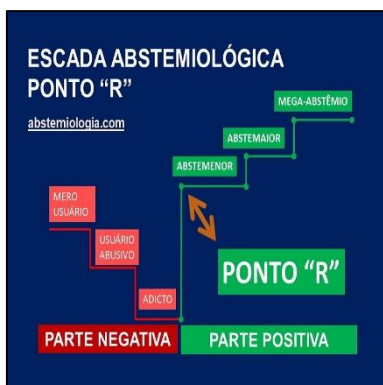 ESCADA ABSTEMIOLÓGICA
PONTO “R”
abstemiologia.com
MEGA-ABSTÊMIO
ABSTEMAIOR
ABSTEMENOR
MERO
USUÁRIO
USUÁRIO
ABUSIVO
ADICTO
PONTO “R”
PARTE NEGATIVA
PARTE POSITIVA